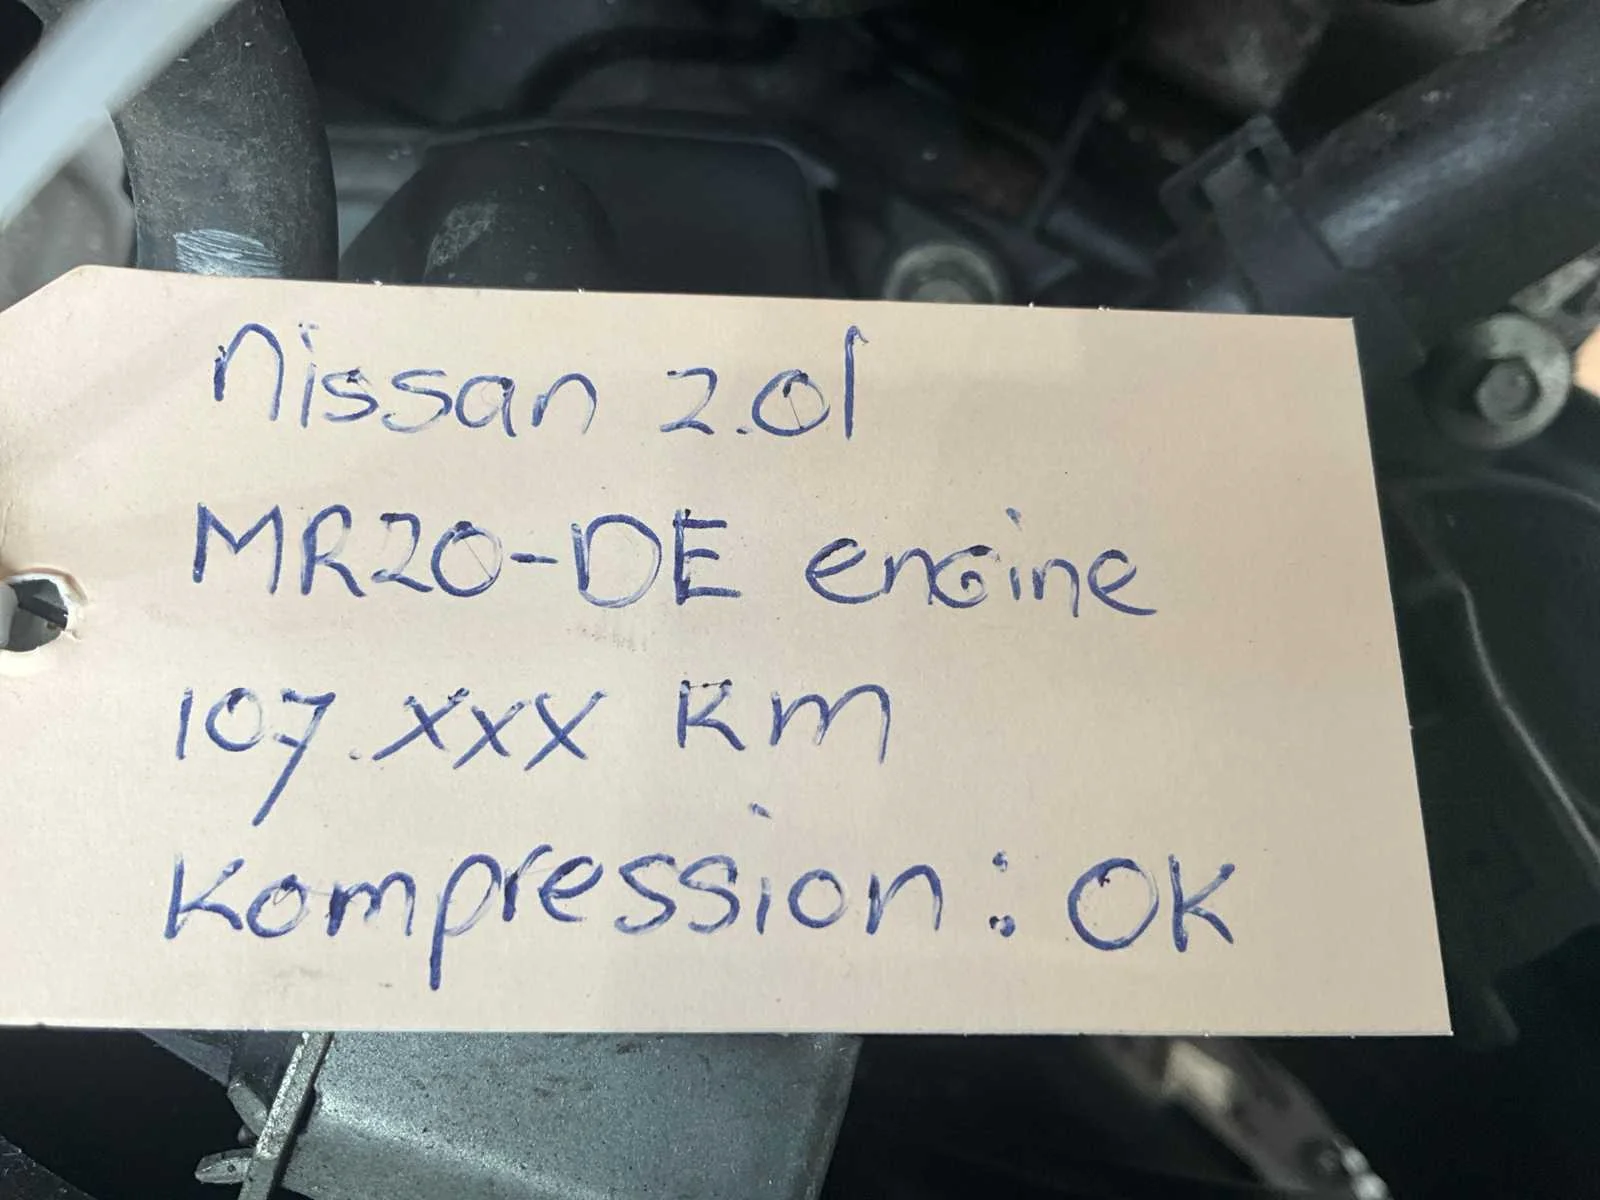 Nissan 2.0l
MR20-DE engine
107.xxx Km
Kompression: OK